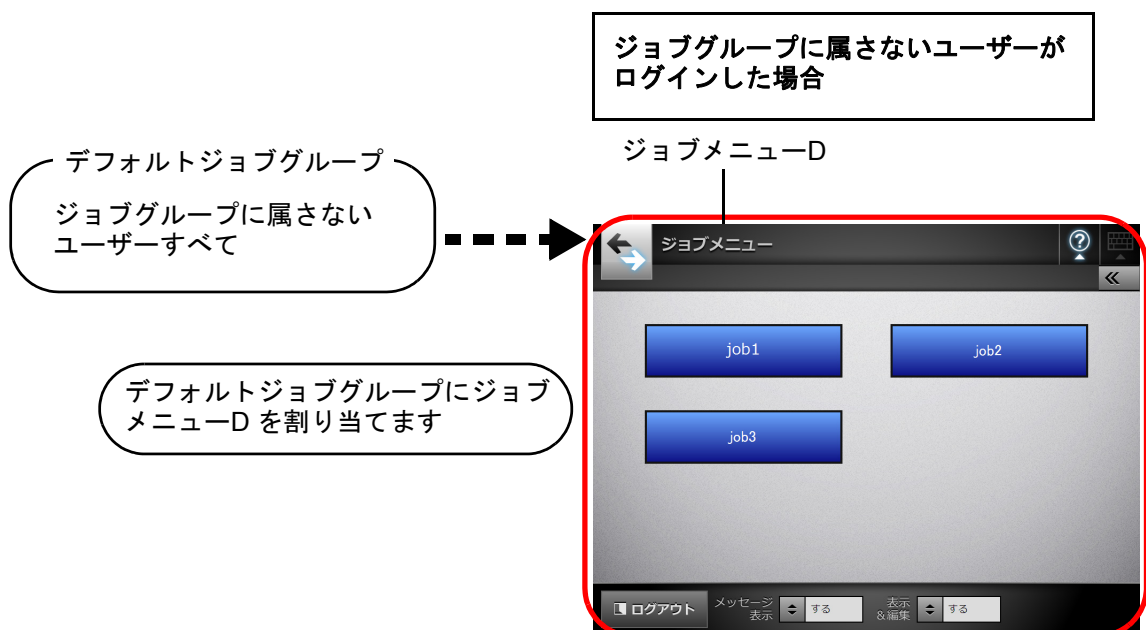 ジョブグループに属さないユーザーが
ログインした場合
ジョブメニューD
デフォルトジョブグループ
ジョブグループに属さない
ユーザーすべて
デフォルトジョブグループにジョブ
メニューD を割り当てます
ジョブメニュー
?
job1
job2
job3
ログアウト
メッセージ
表示
する
表示
&編集
する